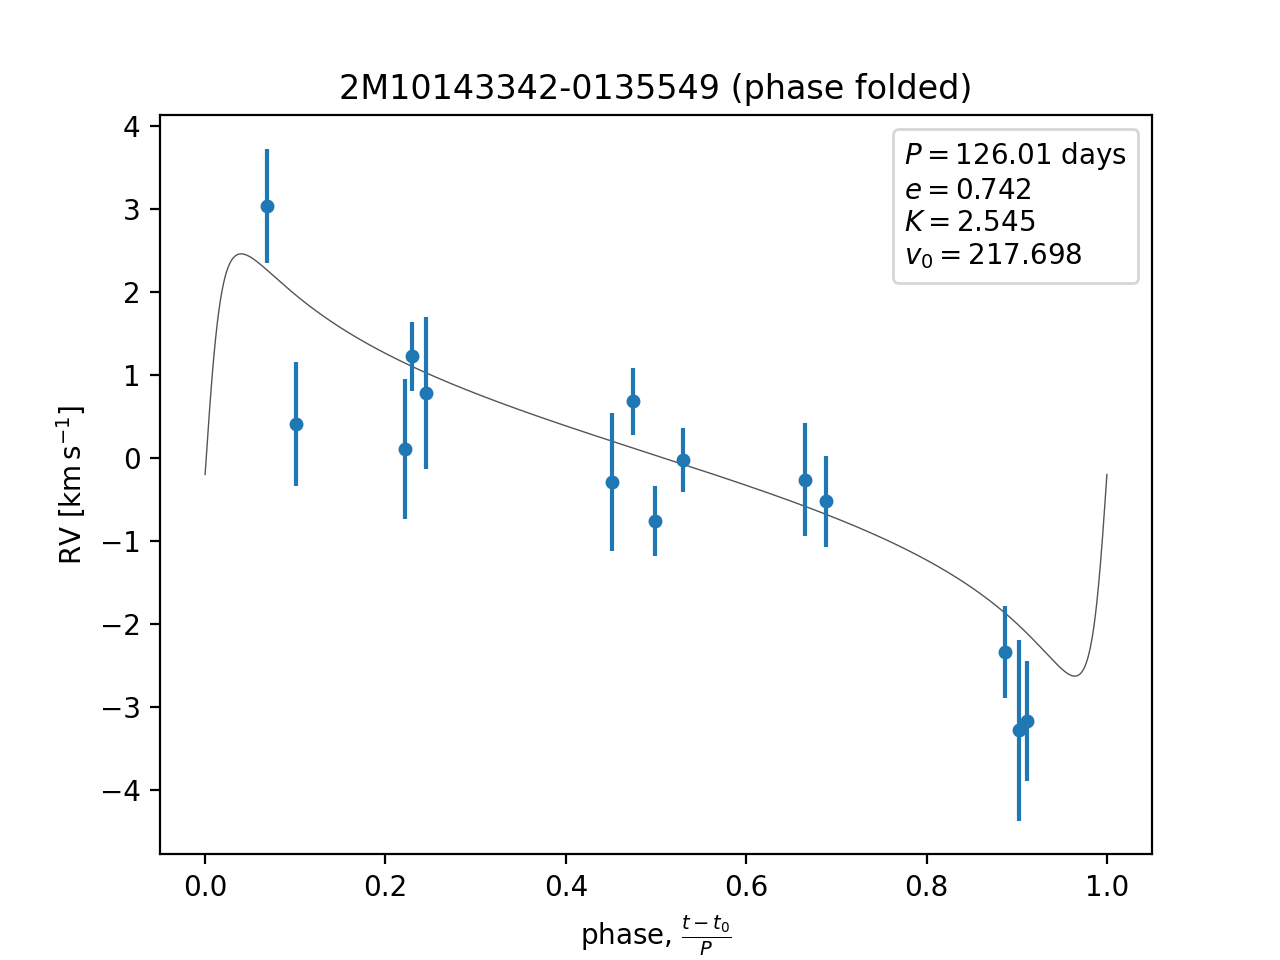 2M10143342-0135549 (phase folded)
P = 126.01 days
e = 0.742
K = 2.545
v₀ = 217.698
RV [km s⁻¹]
4
3
2
1
0
−1
−2
−3
−4
0.0 0.2 0.4 0.6 0.8 1.0
phase, (t − t₀)/P